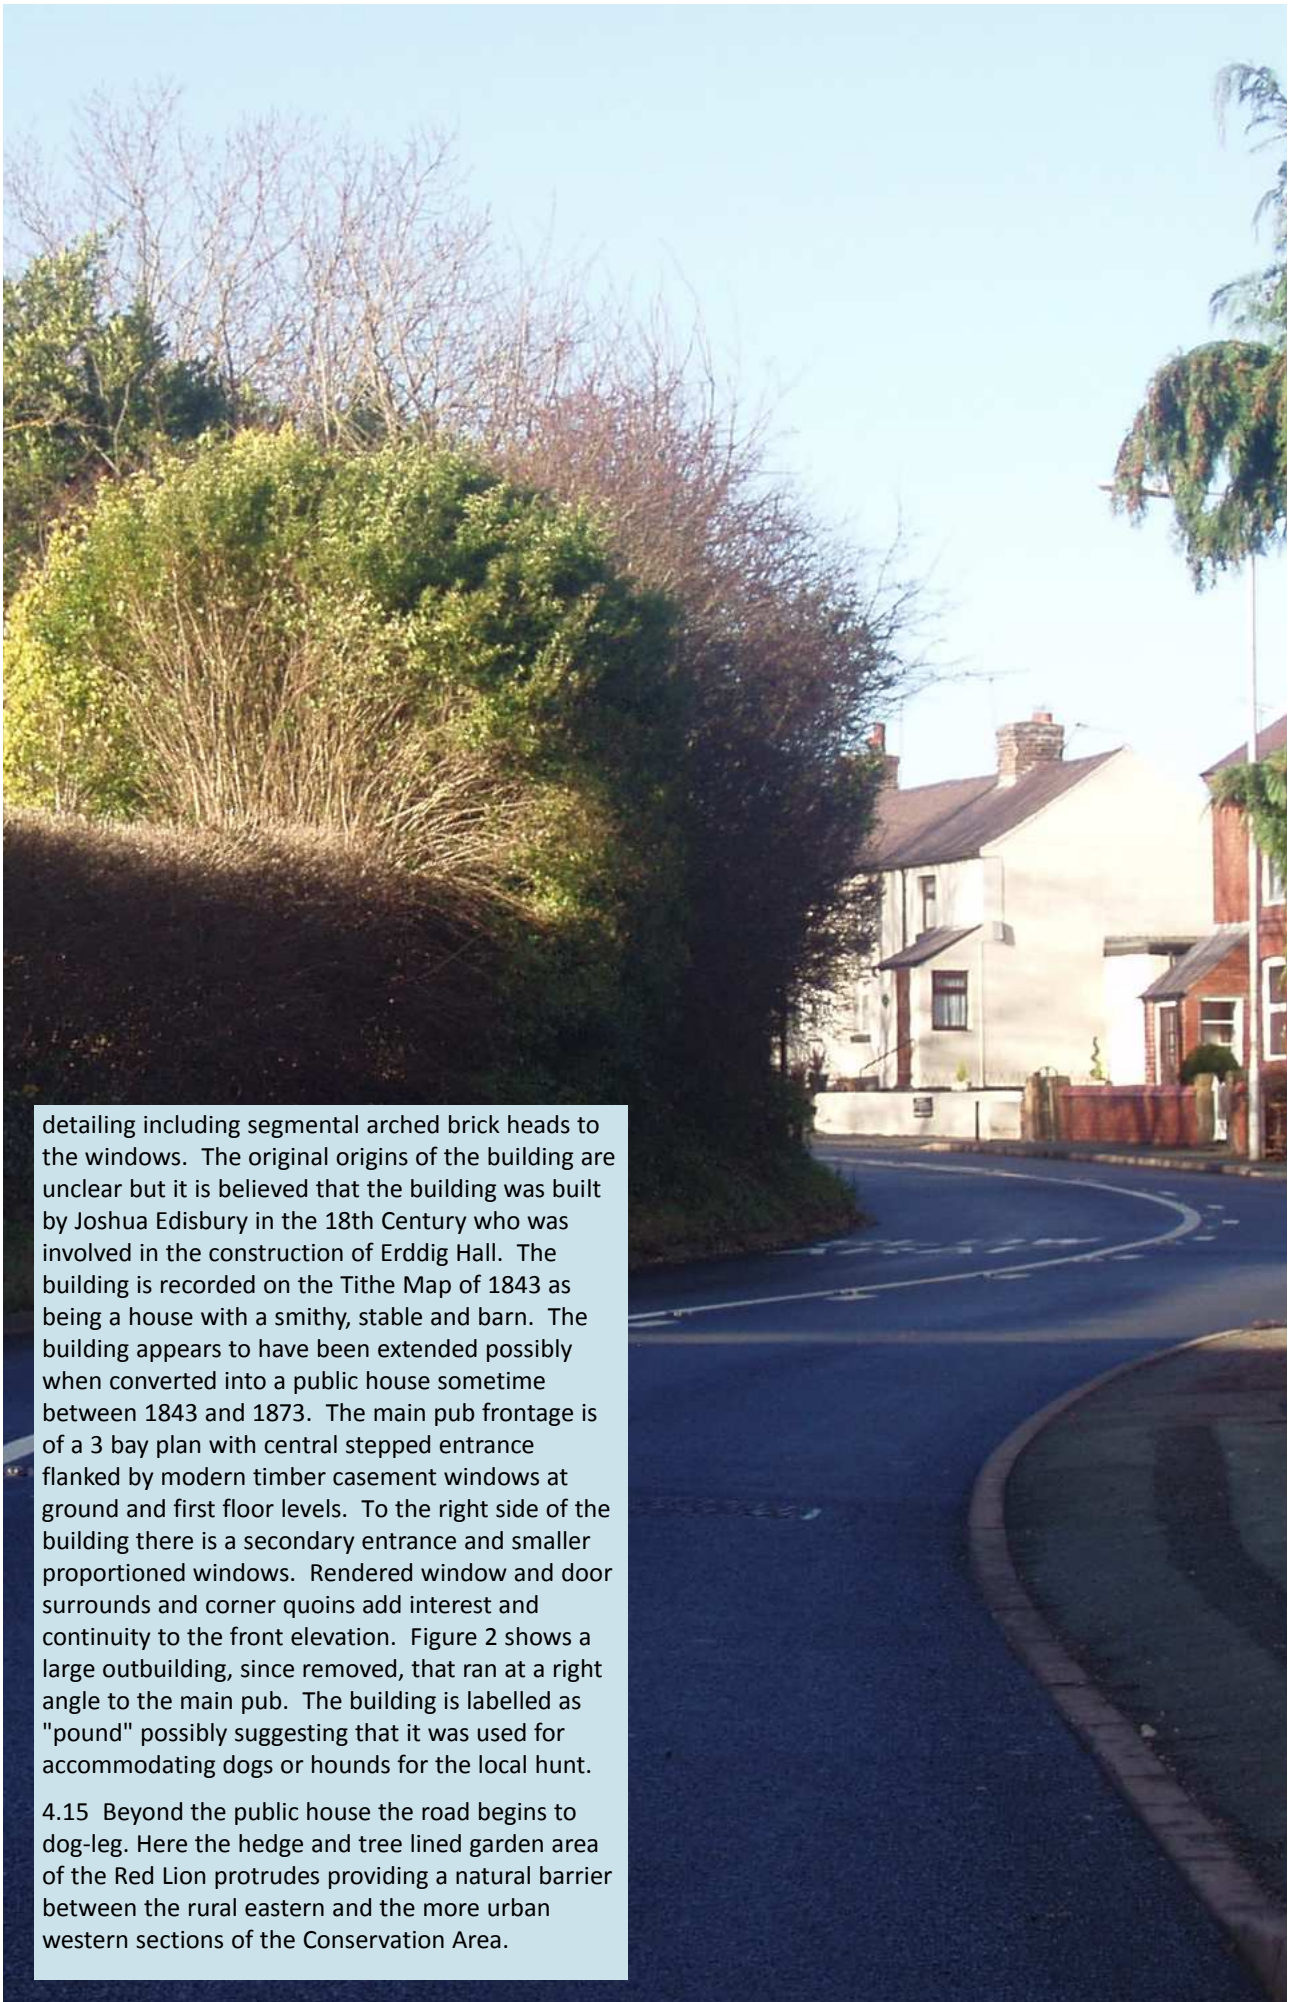 detailing including segmental arched brick heads to
the windows.  The original origins of the building are
unclear but it is believed that the building was built
by Joshua Edisbury in the 18th Century who was
involved in the construction of Erddig Hall.  The
building is recorded on the Tithe Map of 1843 as
being a house with a smithy, stable and barn.  The
building appears to have been extended possibly
when converted into a public house sometime
between 1843 and 1873.  The main pub frontage is
of a 3 bay plan with central stepped entrance
flanked by modern timber casement windows at
ground and first floor levels.  To the right side of the
building there is a secondary entrance and smaller
proportioned windows.  Rendered window and door
surrounds and corner quoins add interest and
continuity to the front elevation.  Figure 2 shows a
large outbuilding, since removed, that ran at a right
angle to the main pub.  The building is labelled as
"pound" possibly suggesting that it was used for
accommodating dogs or hounds for the local hunt.
4.15  Beyond the public house the road begins to
dog-leg. Here the hedge and tree lined garden area
of the Red Lion protrudes providing a natural barrier
between the rural eastern and the more urban
western sections of the Conservation Area.